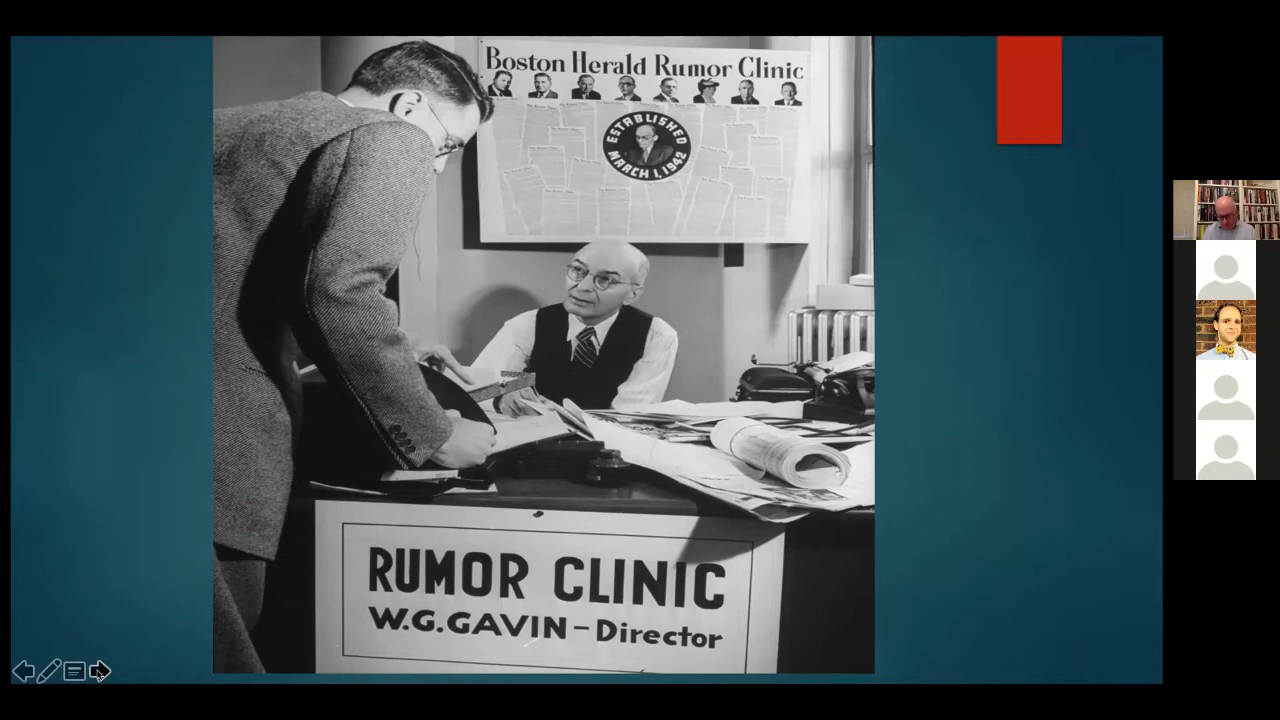 Boston Herald Rumor Clinic
ESTABLISHED
MARCH 1, 1942
RUMOR CLINIC
W.G. GAVIN - Director